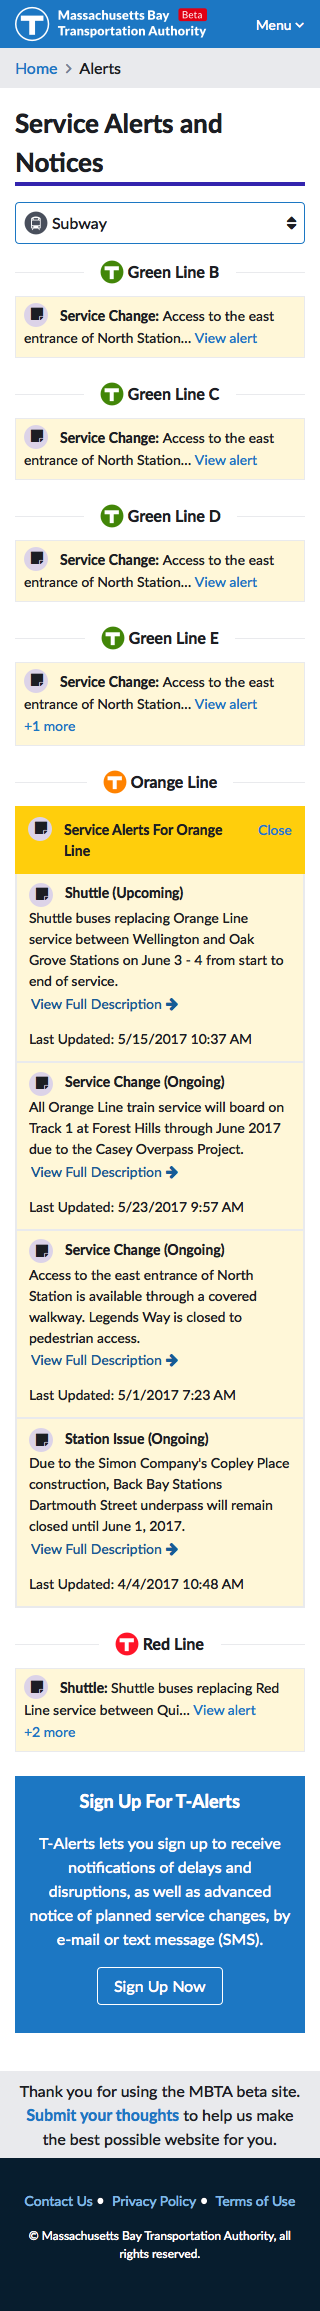 Massachusetts Bay Beta
Transportation Authority
Menu
Home > Alerts
Service Alerts and
Notices
Subway
T Green Line B
Service Change: Access to the east
entrance of North Station... View alert
T Green Line C
Service Change: Access to the east
entrance of North Station... View alert
T Green Line D
Service Change: Access to the east
entrance of North Station... View alert
T Green Line E
Service Change: Access to the east
entrance of North Station... View alert
+1 more
T Orange Line
Service Alerts For Orange Close
Line
Shuttle (Upcoming)
Shuttle buses replacing Orange Line
service between Wellington and Oak
Grove Stations on June 3 - 4 from start to
end of service.
View Full Description
Last Updated: 5/15/2017 10:37 AM
Service Change (Ongoing)
All Orange Line train service will board on
Track 1 at Forest Hills through June 2017
due to the Casey Overpass Project.
View Full Description
Last Updated: 5/23/2017 9:57 AM
Service Change (Ongoing)
Access to the east entrance of North
Station is available through a covered
walkway. Legends Way is closed to
pedestrian access.
View Full Description
Last Updated: 5/1/2017 7:23 AM
Station Issue (Ongoing)
Due to the Simon Company's Copley Place
construction, Back Bay Stations
Dartmouth Street underpass will remain
closed until June 1, 2017.
View Full Description
Last Updated: 4/4/2017 10:48 AM
T Red Line
Shuttle: Shuttle buses replacing Red
Line service between Qui... View alert
+2 more
Sign Up For T-Alerts
T-Alerts lets you sign up to receive
notifications of delays and
disruptions, as well as advanced
notice of planned service changes, by
e-mail or text message (SMS).
Sign Up Now
Thank you for using the MBTA beta site.
Submit your thoughts to help us make
the best possible website for you.
Contact Us • Privacy Policy • Terms of Use
© Massachusetts Bay Transportation Authority, all
rights reserved.